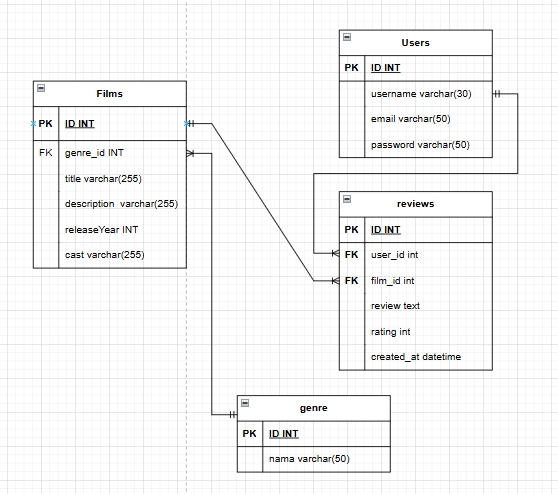 Films
PK ID INT
FK genre_id INT
title varchar(255)
description varchar(255)
releaseYear INT
cast varchar(255)
Users
PK ID INT
username varchar(30)
email varchar(50)
password varchar(50)
reviews
PK ID INT
FK user_id int
FK film_id int
review text
rating int
created_at datetime
genre
PK ID INT
nama varchar(50)